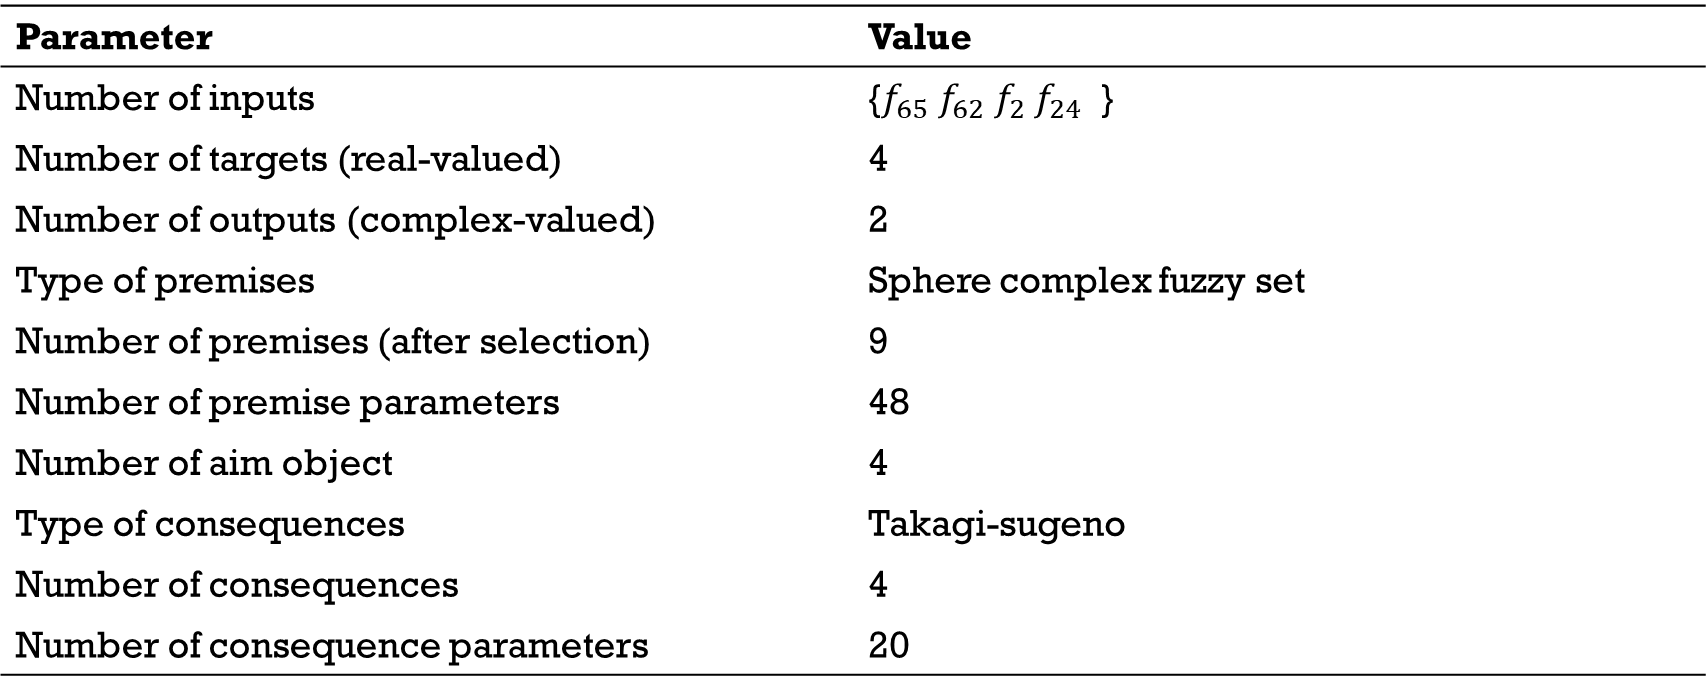 Parameter Value
Number of inputs {f65 f62 f2 f24 }
Number of targets (real-valued) 4
Number of outputs (complex-valued) 2
Type of premises Sphere complex fuzzy set
Number of premises (after selection) 9
Number of premise parameters 48
Number of aim object 4
Type of consequences Takagi-sugeno
Number of consequences 4
Number of consequence parameters 20